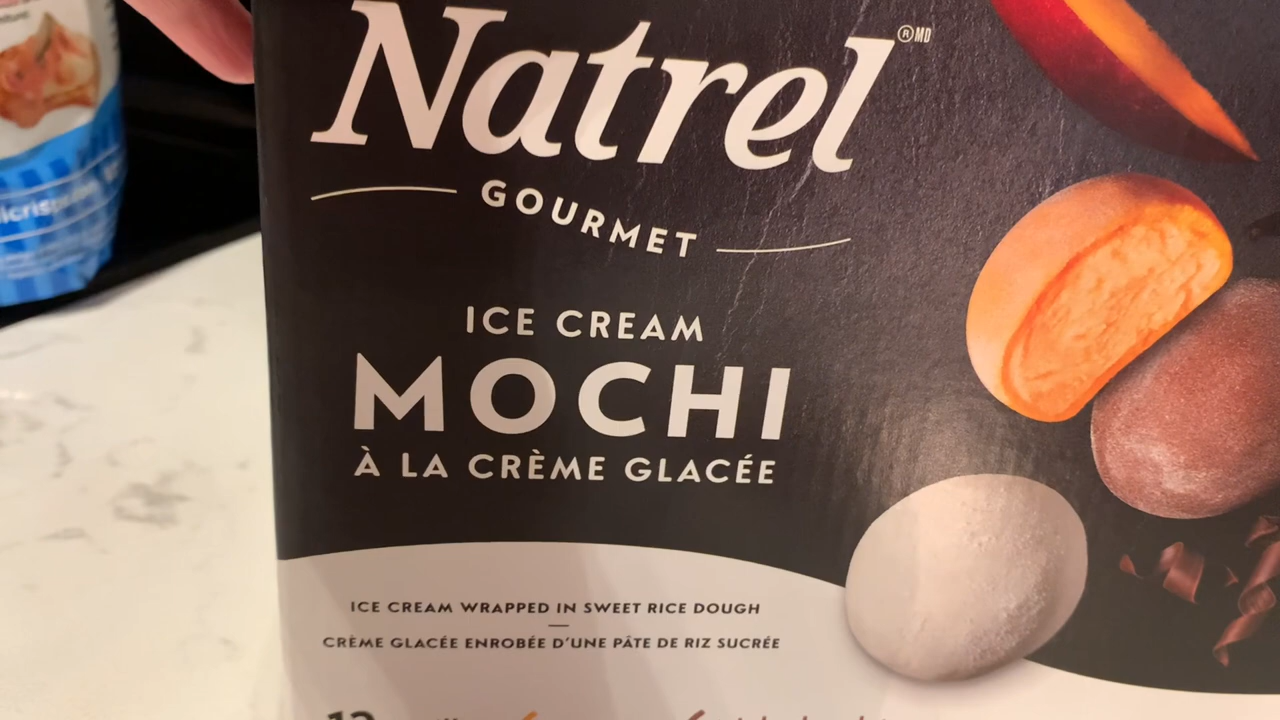 Natrel ®MD
GOURMET
ICE CREAM
MOCHI
À LA CRÈME GLACÉE
ICE CREAM WRAPPED IN SWEET RICE DOUGH
CRÈME GLACÉE ENROBÉE D'UNE PÂTE DE RIZ SUCRÉE